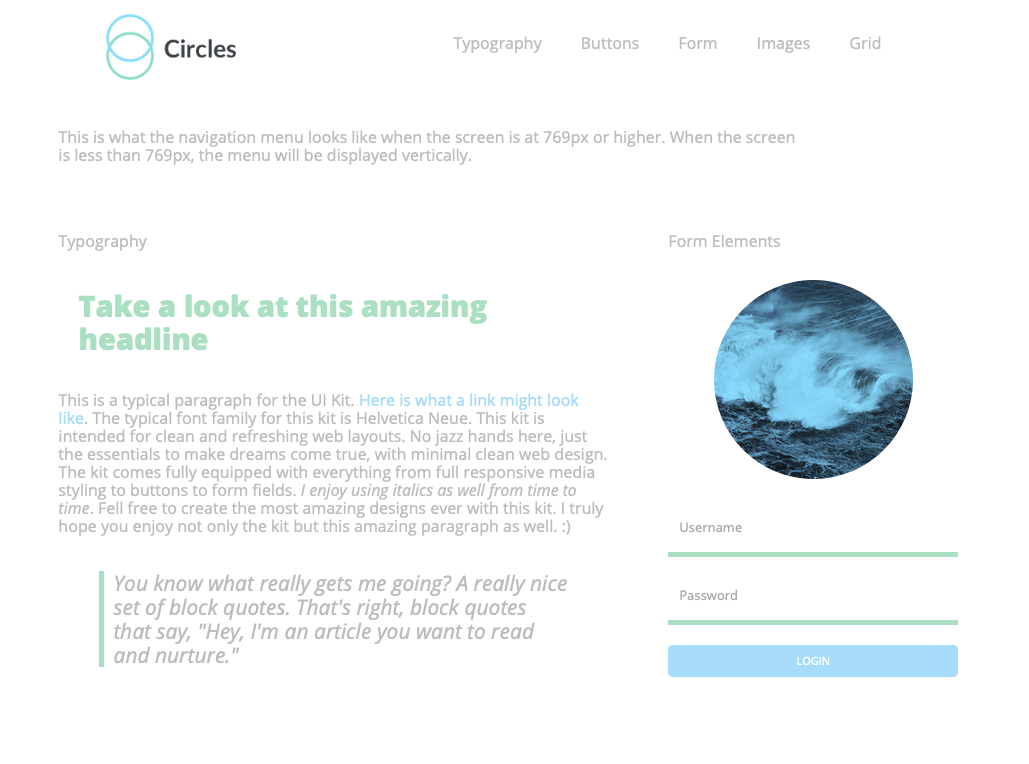 Circles
Typography Buttons Form Images Grid
This is what the navigation menu looks like when the screen is at 769px or higher. When the screen
is less than 769px, the menu will be displayed vertically.
Typography
Take a look at this amazing
headline
This is a typical paragraph for the UI Kit. Here is what a link might look
like. The typical font family for this kit is Helvetica Neue. This kit is
intended for clean and refreshing web layouts. No jazz hands here, just
the essentials to make dreams come true, with minimal clean web design.
The kit comes fully equipped with everything from full responsive media
styling to buttons to form fields. I enjoy using italics as well from time to
time. Fell free to create the most amazing designs ever with this kit. I truly
hope you enjoy not only the kit but this amazing paragraph as well. :)
You know what really gets me going? A really nice
set of block quotes. That's right, block quotes
that say, "Hey, I'm an article you want to read
and nurture."
Form Elements
Username
Password
LOGIN